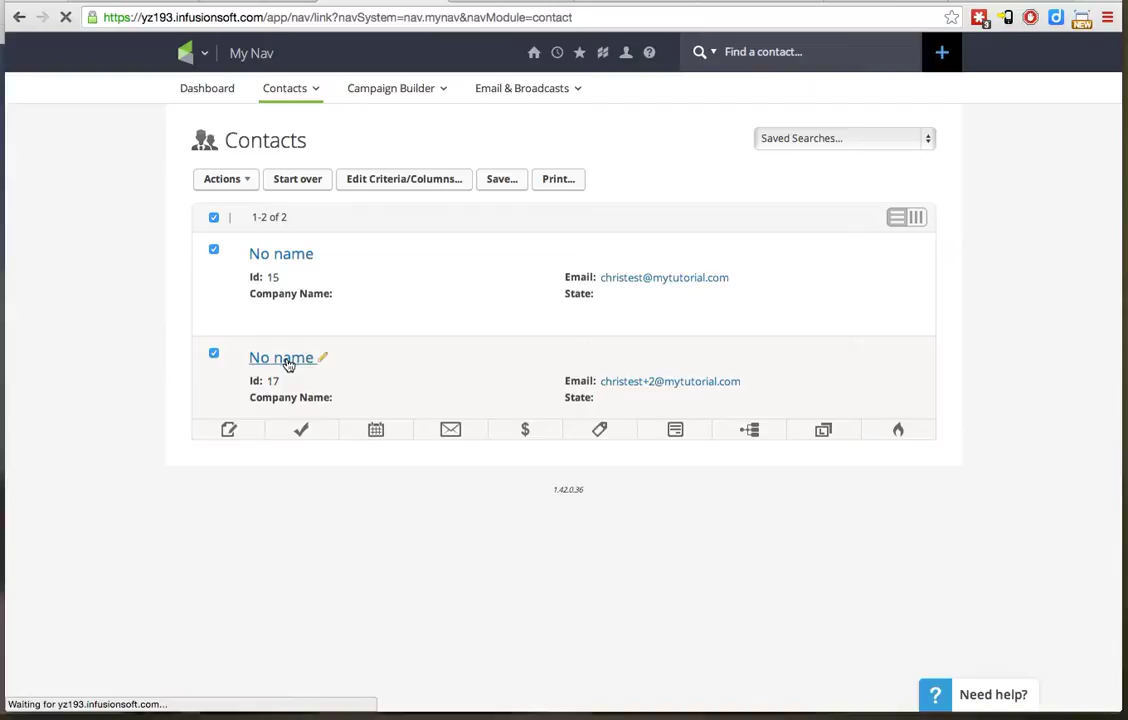 https://yz193.infusionsoft.com/app/nav/link?navSystem=nav.mynav&navModule=contact
3
NEW
My Nav
Find a contact...
Dashboard
Contacts
Campaign Builder
Email & Broadcasts
Contacts
Saved Searches...
Actions
Start over
Edit Criteria/Columns...
Save...
Print...
1-2 of 2
No name
Id: 15
Email: christest@mytutorial.com
Company Name:
State:
No name
Id: 17
Email: christest+2@mytutorial.com
Company Name:
State:
1.42.0.36
? Need help?
Waiting for yz193.infusionsoft.com...